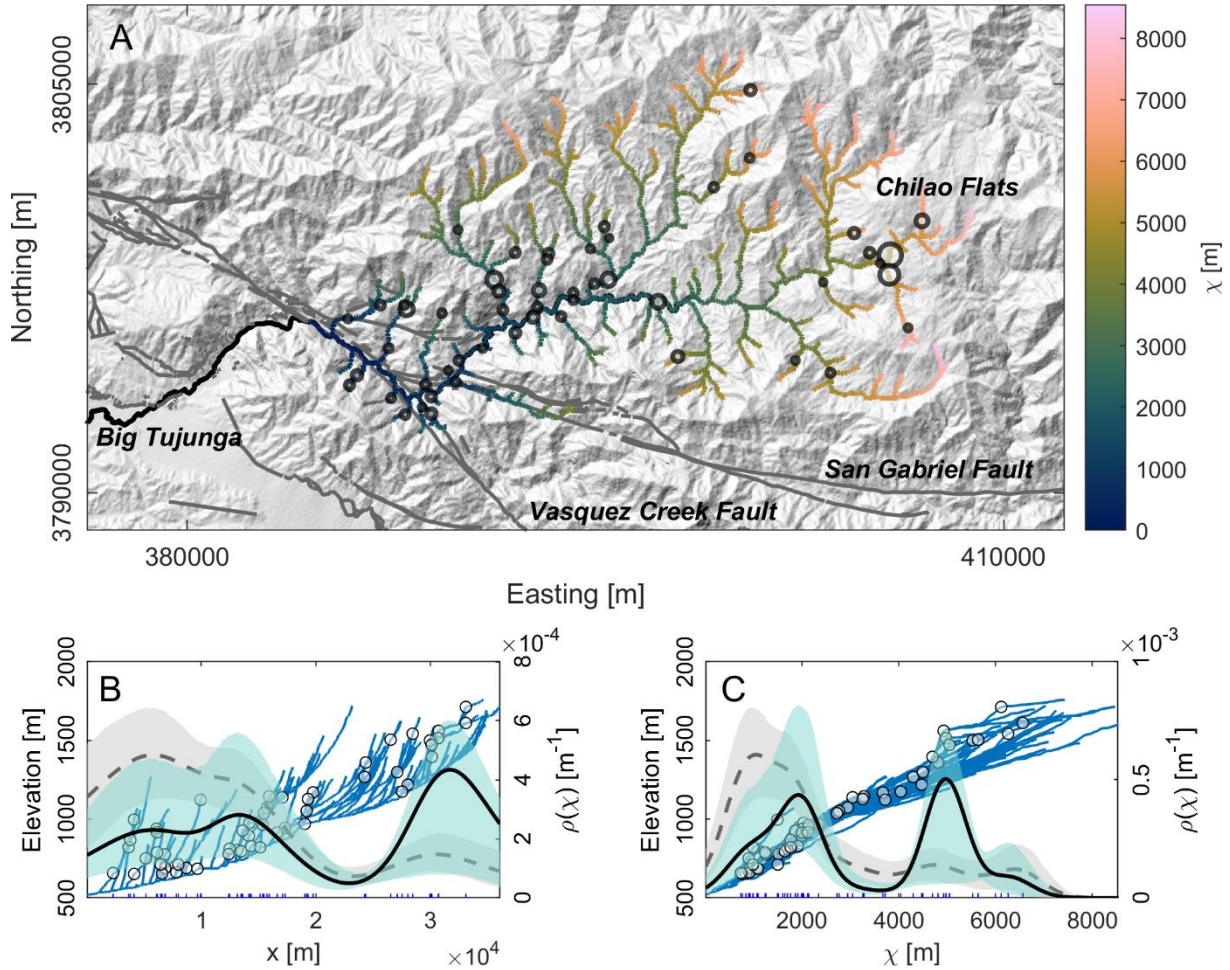 A
3805000
Northing [m]
3790000
Chilao Flats
Big Tujunga
San Gabriel Fault
Vasquez Creek Fault
380000
410000
Easting [m]
8000
7000
6000
5000
4000
3000
2000
1000
0
χ [m]
B
2000
1500
1000
500
Elevation [m]
×10⁻⁴
8
6
4
2
0
ρ(χ) [m⁻¹]
1
2
3
x [m]
×10⁴
C
2000
1500
1000
500
Elevation [m]
×10⁻³
1
0.5
0
ρ(χ) [m⁻¹]
2000
4000
6000
8000
χ [m]